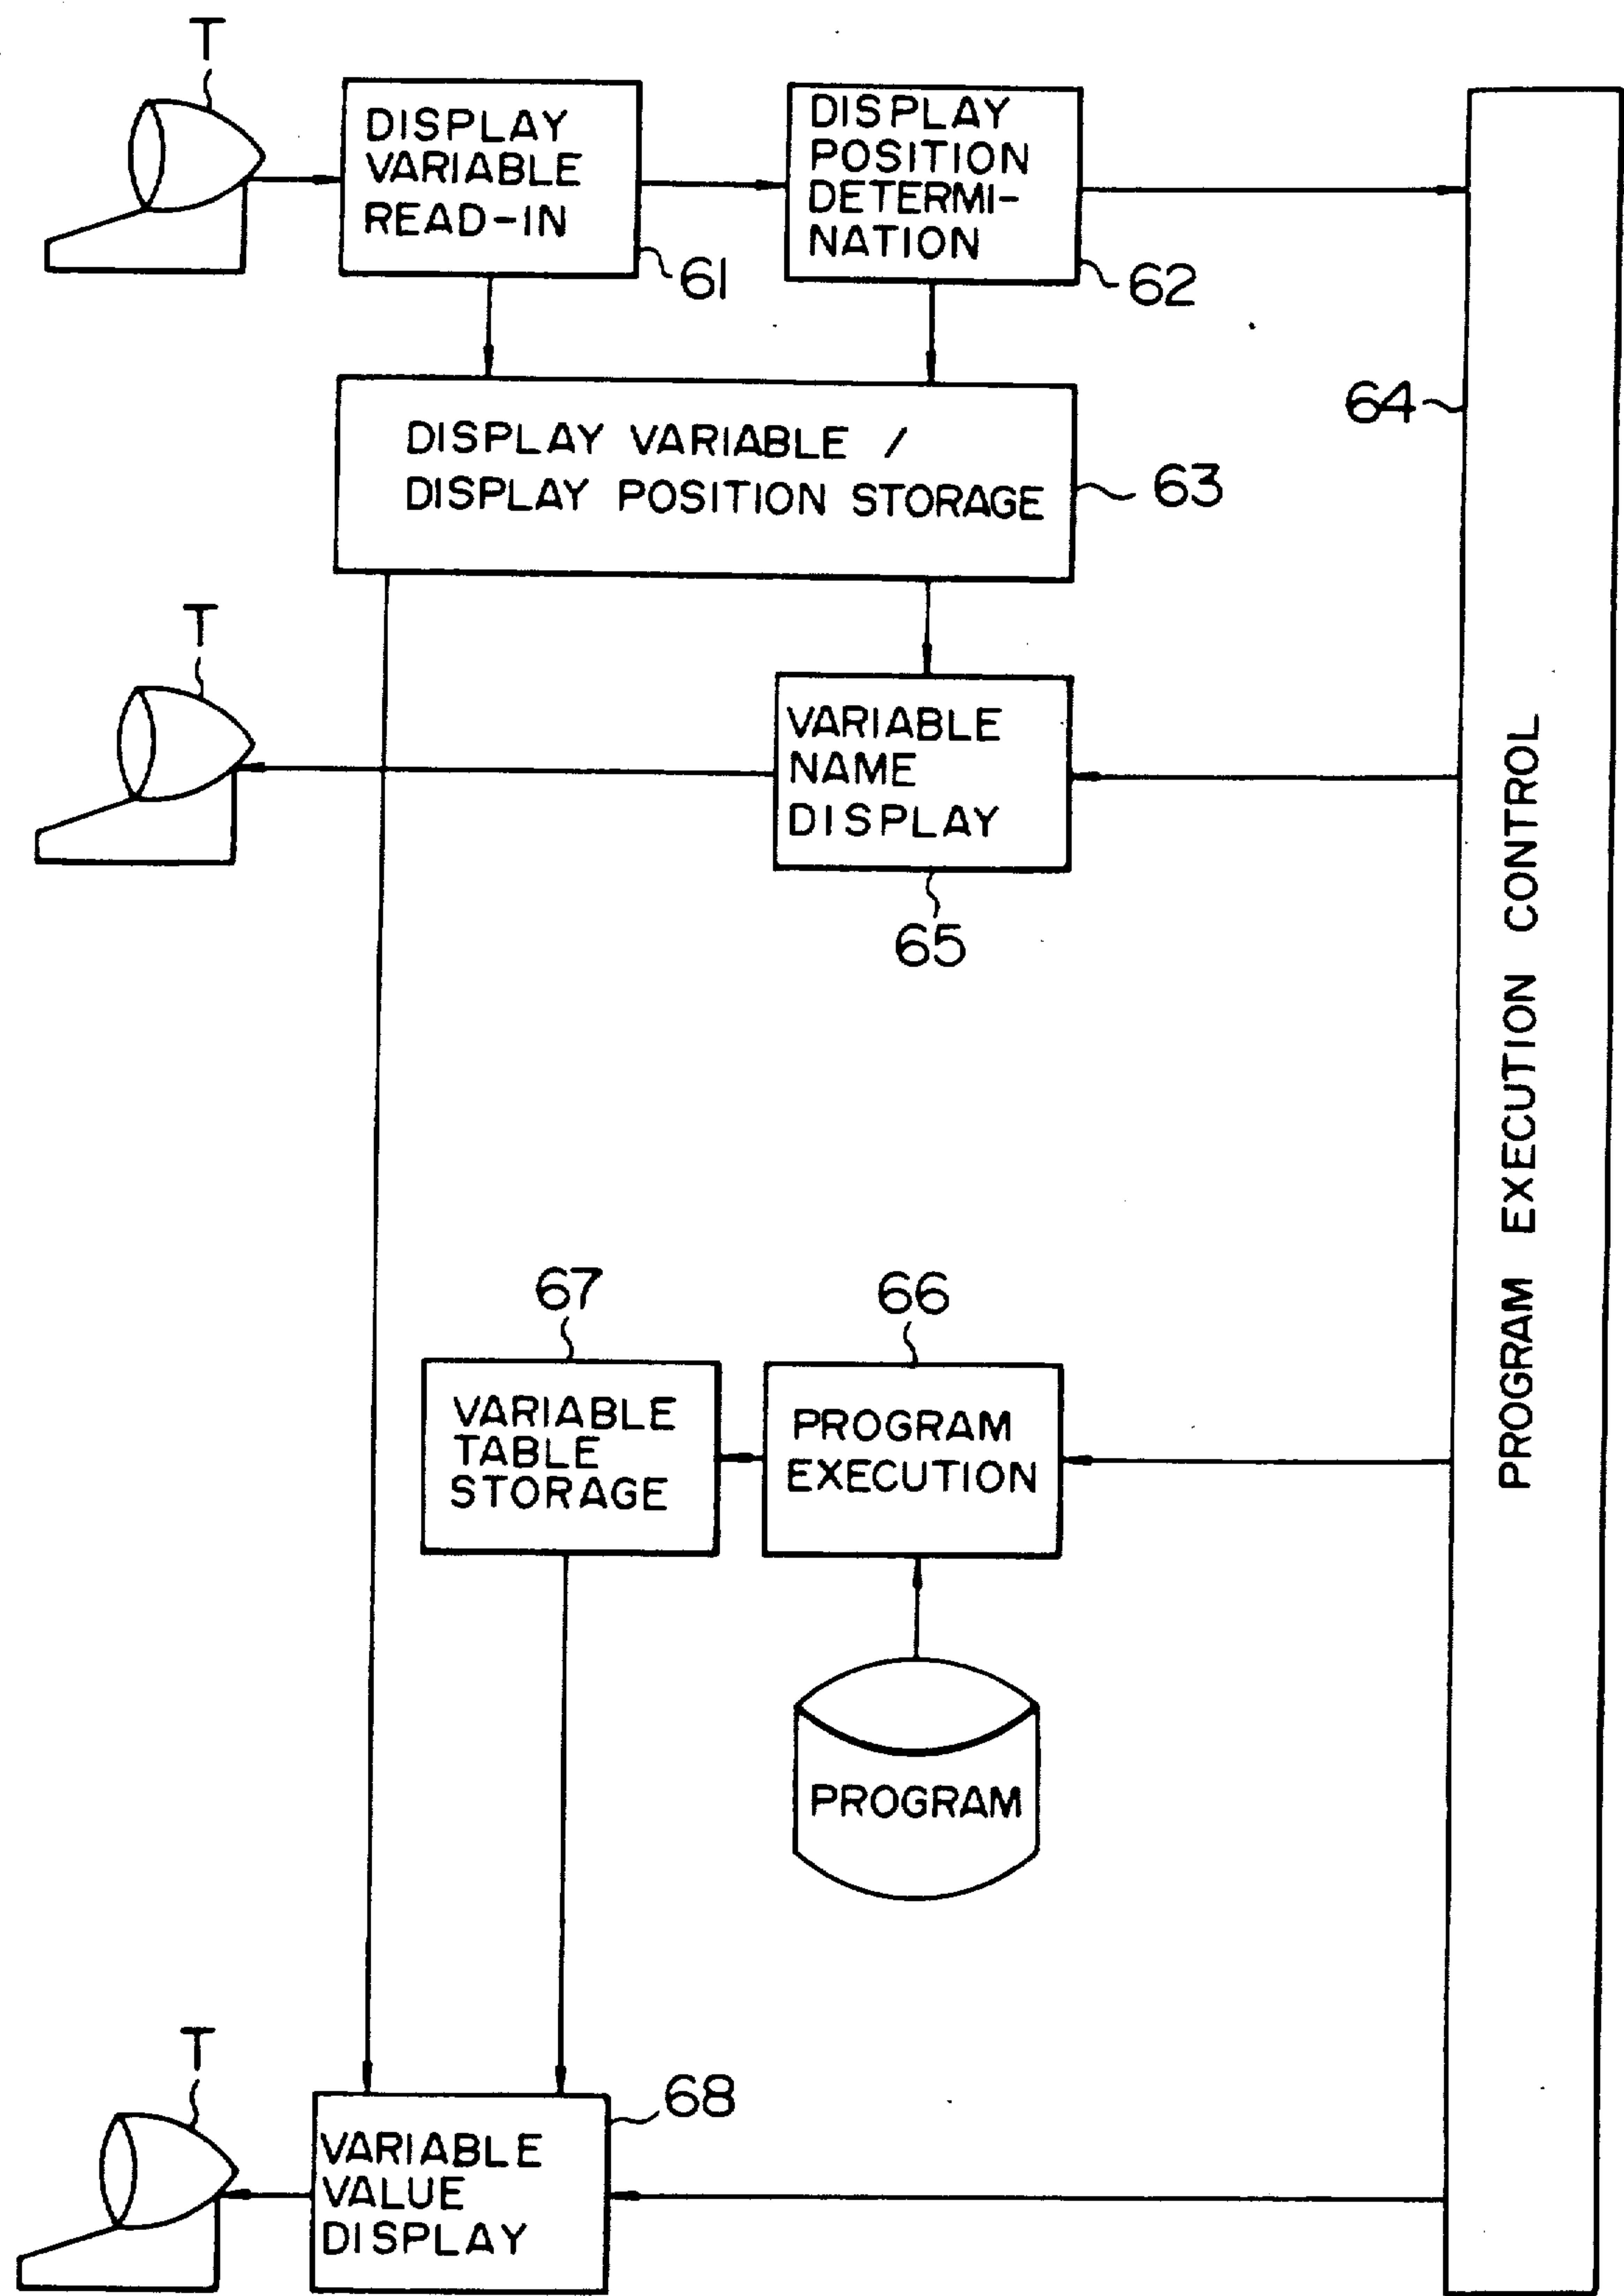 T
DISPLAY
VARIABLE
READ-IN
61
DISPLAY
POSITION
DETERMI-
NATION
62
DISPLAY VARIABLE /
DISPLAY POSITION STORAGE
63
64
T
VARIABLE
NAME
DISPLAY
65
PROGRAM EXECUTION CONTROL
67
66
VARIABLE
TABLE
STORAGE
PROGRAM
EXECUTION
PROGRAM
T
68
VARIABLE
VALUE
DISPLAY